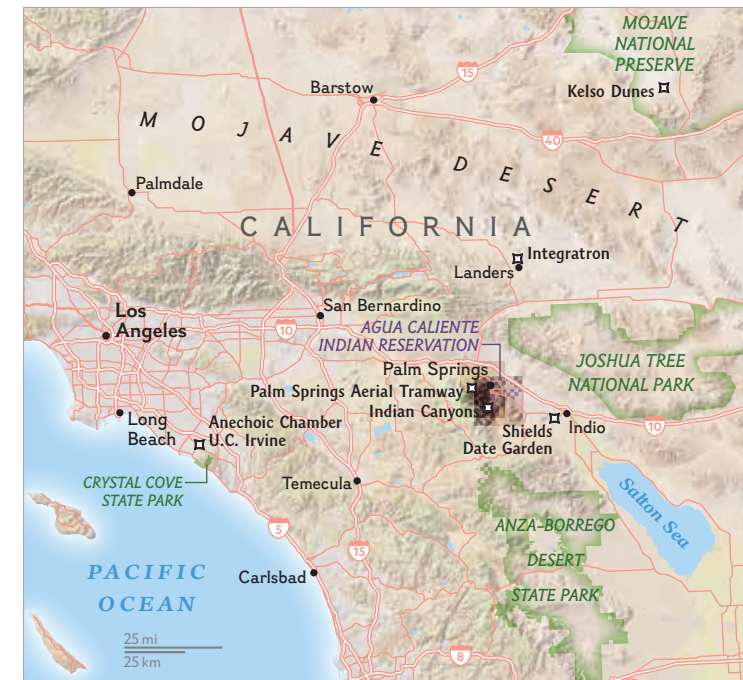 MOJAVE
NATIONAL
PRESERVE
15
Barstow
Kelso Dunes
MOJAVE DESERT
40
Palmdale
CALIFORNIA
Integratron
Landers
San Bernardino
Los
Angeles
10
AGUA CALIENTE
INDIAN RESERVATION
JOSHUA TREE
NATIONAL PARK
Palm Springs
Palm Springs Aerial Tramway
Indian Canyons
Long
Beach
Anechoic Chamber
U.C. Irvine
Shields
Date Garden
Indio
10
CRYSTAL COVE
STATE PARK
Temecula
Salton Sea
ANZA-BORREGO
DESERT
STATE PARK
5
15
PACIFIC
OCEAN
Carlsbad
25 mi
25 km
8